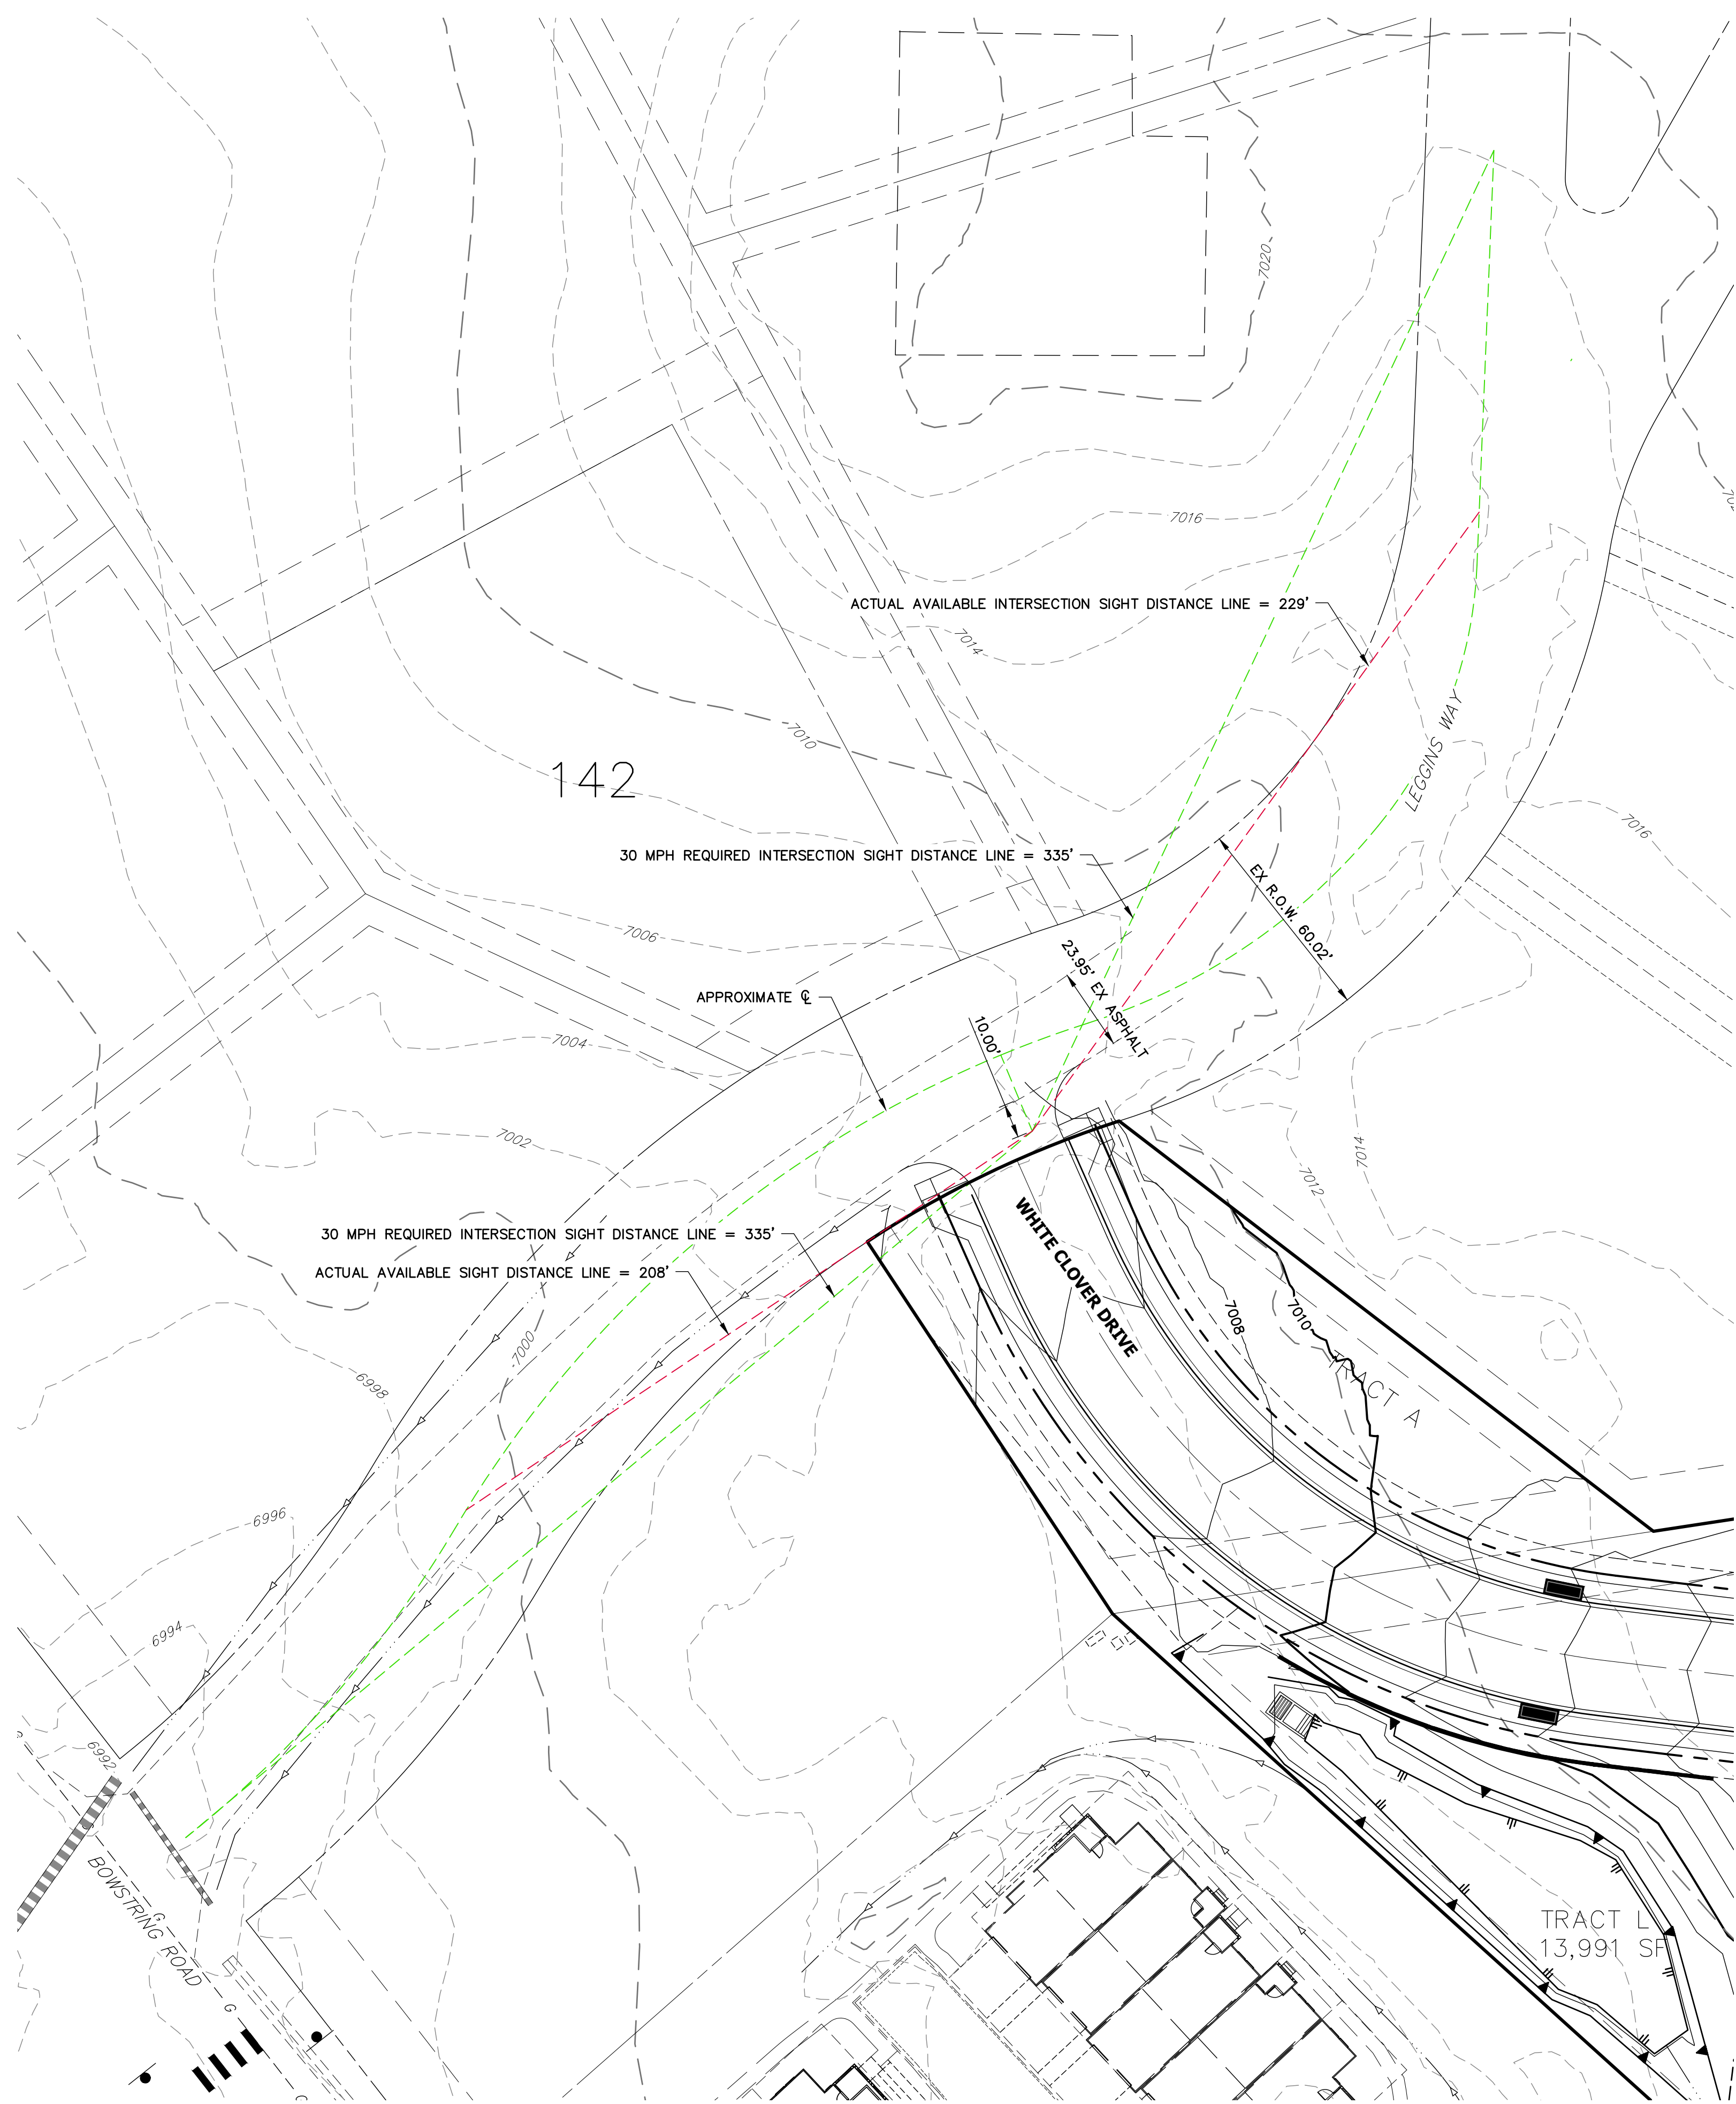 7020
7016
ACTUAL AVAILABLE INTERSECTION SIGHT DISTANCE LINE = 229'
7014
7010
LEGGINS WAY
142
7016
30 MPH REQUIRED INTERSECTION SIGHT DISTANCE LINE = 335'
EX R.O.W. 60.02'
7006
23.95' EX ASPHALT
APPROXIMATE ℄
10.00'
7004
7002
7014
7012
WHITE CLOVER DRIVE
30 MPH REQUIRED INTERSECTION SIGHT DISTANCE LINE = 335'
ACTUAL AVAILABLE SIGHT DISTANCE LINE = 208'
7008
7010
7000
6998
TRACT A
6996
6994
6992
BOWSTRING ROAD
G
G
TRACT L
13,991 SF